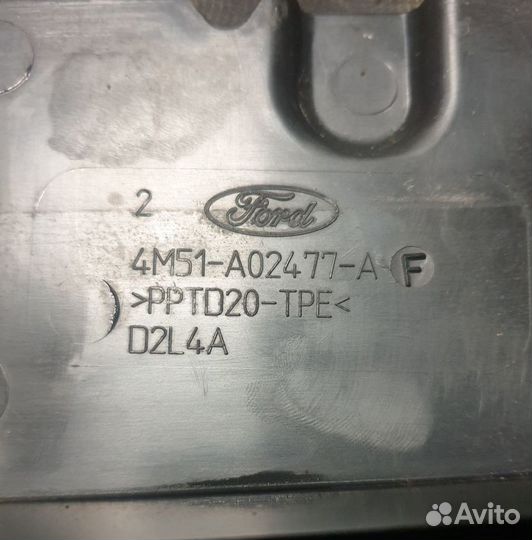 2 Ford
4M51-A02477-A F
>PPTD20-TPE<
D2L4A
Avito